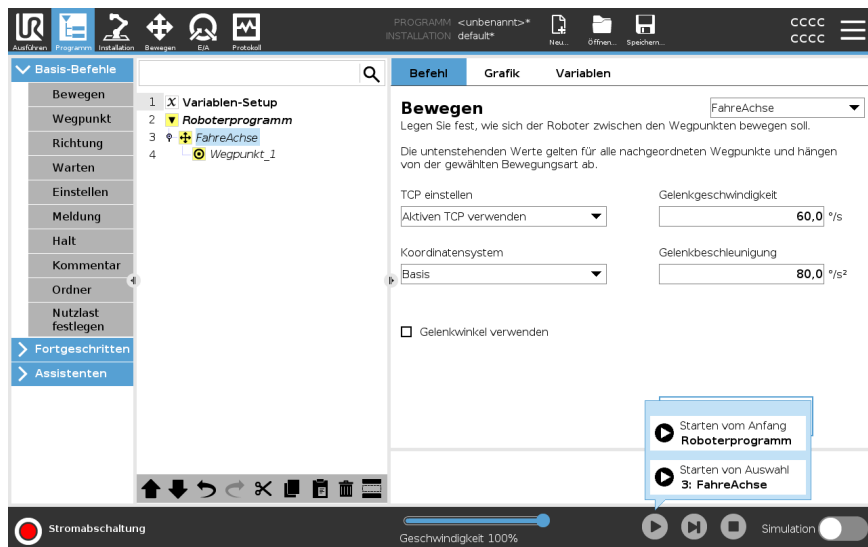 UR
Ausführen
Programm
Installation
Bewegen
E/A
Protokoll
PROGRAMM <unbenannt>*
INSTALLATION default*
Neu...
Öffnen...
Speichern...
CCCC
CCCC
Basis-Befehle
Bewegen
Wegpunkt
Richtung
Warten
Einstellen
Meldung
Halt
Kommentar
Ordner
Nutzlast
festlegen
Fortgeschritten
Assistenten
1 X Variablen-Setup
2 Roboterprogramm
3 FahreAchse
4 Wegpunkt_1
Befehl Grafik Variablen
Bewegen
FahreAchse
Legen Sie fest, wie sich der Roboter zwischen den Wegpunkten bewegen soll.
Die untenstehenden Werte gelten für alle nachgeordneten Wegpunkte und hängen
von der gewählten Bewegungsart ab.
TCP einstellen
Aktiven TCP verwenden
Gelenkgeschwindigkeit
60,0 °/s
Koordinatensystem
Basis
Gelenkbeschleunigung
80,0 °/s²
Gelenkwinkel verwenden
Starten vom Anfang
Roboterprogramm
Starten von Auswahl
3: FahreAchse
Stromabschaltung
Geschwindigkeit 100%
Simulation